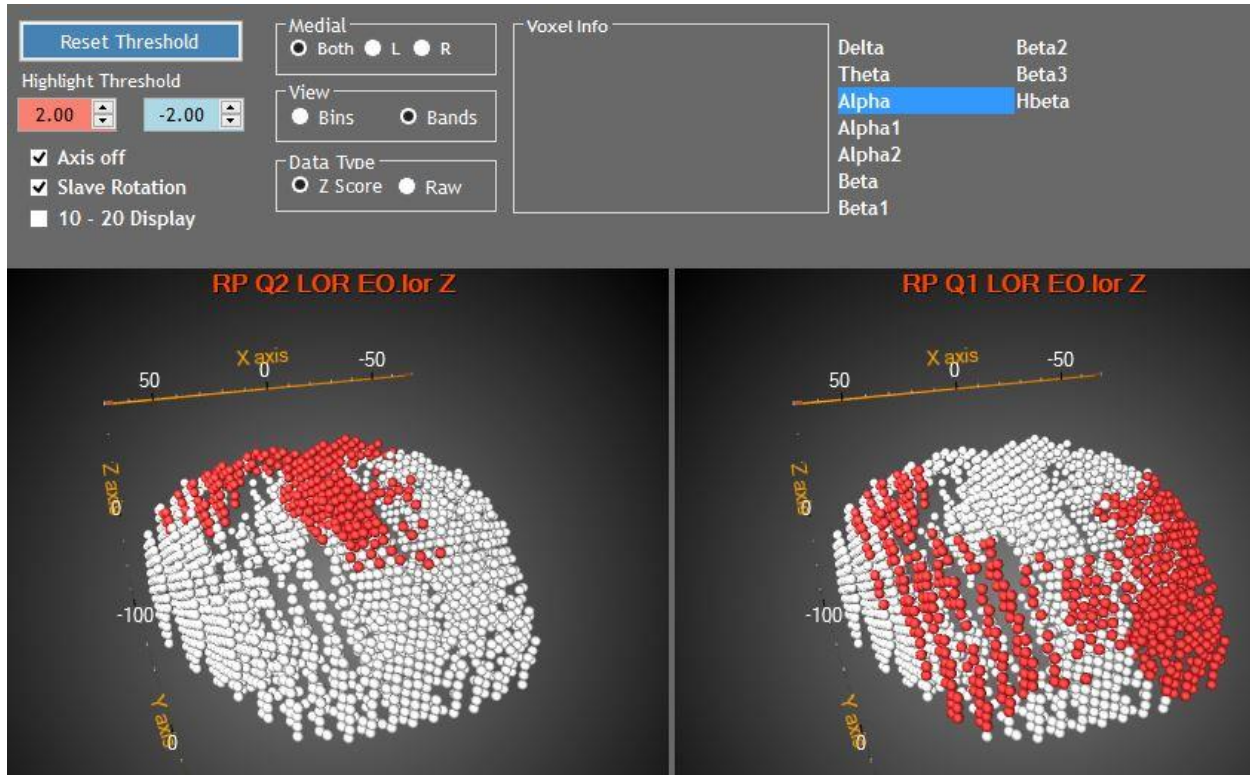 Reset Threshold
Highlight Threshold
2.00
-2.00
Axis off
Slave Rotation
10 - 20 Display
Medial
Both L R
View
Bins Bands
Data Type
Z Score Raw
Voxel Info
Delta
Theta
Alpha
Alpha1
Alpha2
Beta
Beta1
Beta2
Beta3
Hbeta
RP Q2 LOR EO.lor Z
X axis
50 0 -50
Z axis
0
-100
Y axis
0
RP Q1 LOR EO.lor Z
X axis
50 0 -50
Z axis
0
-100
Y axis
0